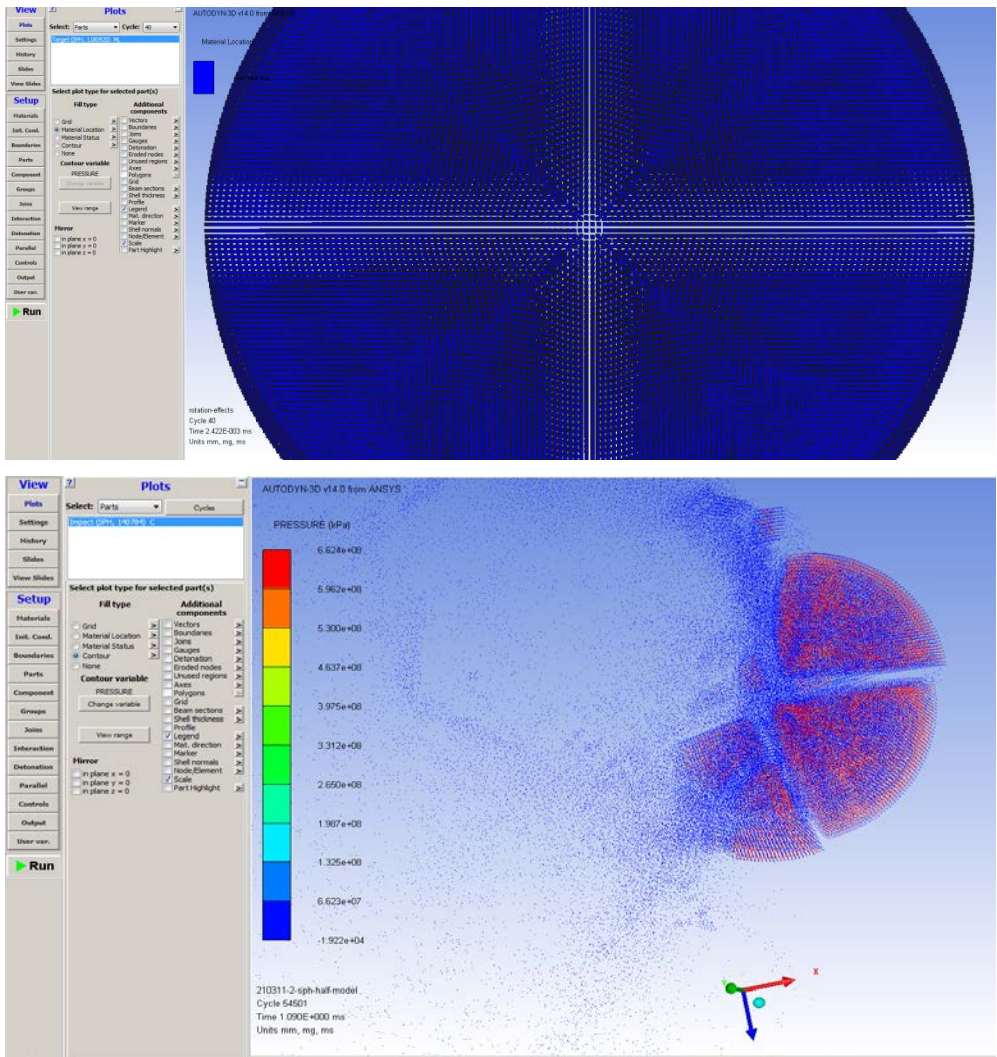 View
Plots
Settings
History
Slides
View Slides
Setup
Materials
Init. Cond.
Boundaries
Parts
Component
Groups
Joins
Interaction
Detonation
Parallel
Controls
Output
User var.
Run
? Plots
Select: Parts Cycle: 40
Target (SPH, 1180920) ML
Select plot type for selected part(s)
Fill type
Grid
Material Location
Material Status
Contour
None
Contour variable
PRESSURE
Change variable
View range
Mirror
in plane x = 0
in plane y = 0
in plane z = 0
Additional
components
Vectors
Boundaries
Joins
Gauges
Detonation
Eroded nodes
Unused regions
Axes
Polygons
Grid
Beam sections
Shell thickness
Profile
Legend
Mat. direction
Marker
Shell normals
Node/Element
Scale
Part Highlight
AUTODYN-3D v14.0 from
Material Location
rotation-effects
Cycle 40
Time 2.422E-003 ms
Units mm, mg, ms
View
Plots
Settings
History
Slides
View Slides
Setup
Materials
Init. Cond.
Boundaries
Parts
Component
Groups
Joins
Interaction
Detonation
Parallel
Controls
Output
User var.
Run
? Plots
Select: Parts Cycles
Impact (SPH, 140784) C
Select plot type for selected part(s)
Fill type
Grid
Material Location
Material Status
Contour
None
Contour variable
PRESSURE
Change variable
View range
Mirror
in plane x = 0
in plane y = 0
in plane z = 0
Additional
components
Vectors
Boundaries
Joins
Gauges
Detonation
Eroded nodes
Unused regions
Axes
Polygons
Grid
Beam sections
Shell thickness
Profile
Legend
Mat. direction
Marker
Shell normals
Node/Element
Scale
Part Highlight
AUTODYN-3D v14.0 from ANSYS
PRESSURE (kPa)
6.624e+08
5.962e+08
5.300e+08
4.637e+08
3.975e+08
3.312e+08
2.650e+08
1.987e+08
1.325e+08
6.623e+07
-1.922e+04
X
210311-2-sph-half-model
Cycle 54501
Time 1.090E+000 ms
Units mm, mg, ms